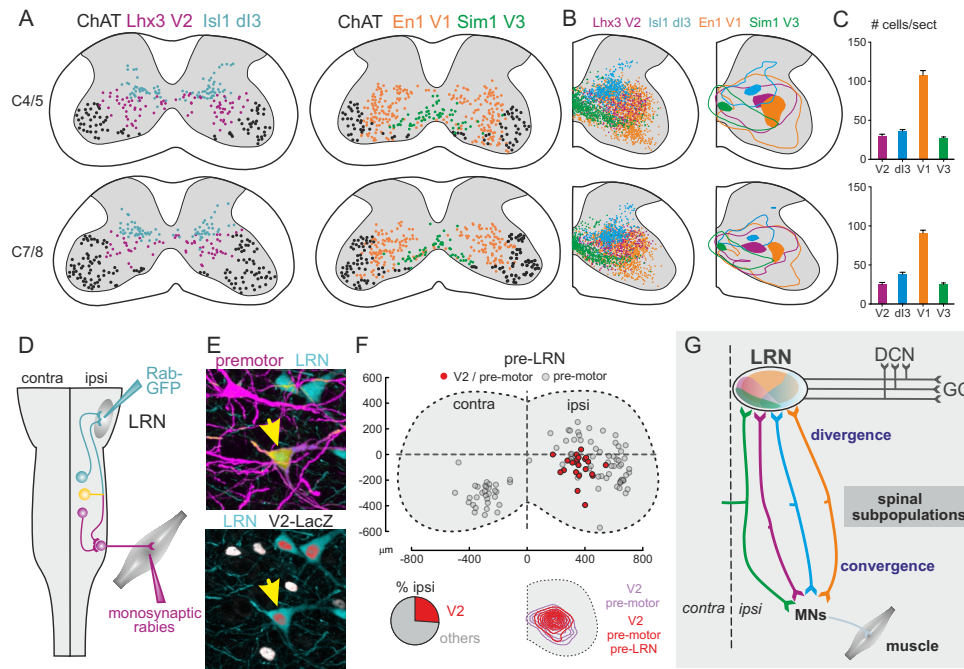 A
ChAT Lhx3 V2 Isl1 dI3
ChAT En1 V1 Sim1 V3
C4/5
C7/8
B
Lhx3 V2 Isl1 dI3 En1 V1 Sim1 V3
C
# cells/sect
150
100
50
0
V2 dI3 V1 V3
150
100
50
0
V2 dI3 V1 V3
D
contra ipsi
Rab-
GFP
LRN
monosynaptic
rabies
E
premotor LRN
LRN V2-LacZ
F
pre-LRN
V2 / pre-motor pre-motor
contra ipsi
600
400
200
0
-200
-400
-600
µm
-800 -400 0 400 800
% ipsi
V2
others
V2
pre-motor
V2
pre-motor
pre-LRN
G
LRN
DCN
GC
divergence
spinal
subpopulations
convergence
contra ipsi
MNs
muscle